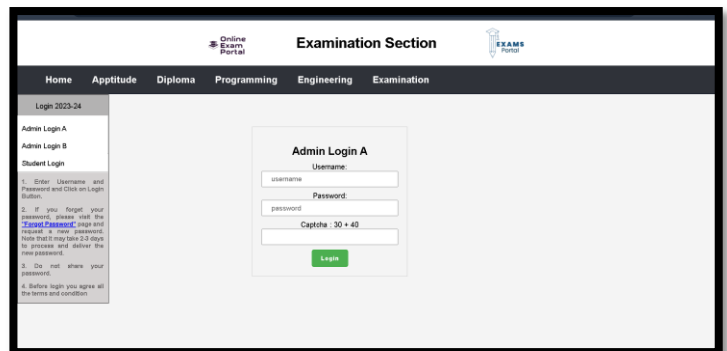 Online
Exam
Portal
Examination Section
EXAMS
Portal
Home Apptitude Diploma Programming Engineering Examination
Login 2023-24
Admin Login A
Admin Login B
Student Login
1. Enter Username and
Password and Click on Login
Button.
2. If you forget your
password, please visit the
"Forgot Password" page and
request a new password.
Note that it may take 2-3 days
to process and deliver the
new password.
3. Do not share your
password.
4. Before login you agree all
the terms and condition
Admin Login A
Username:
username
Password:
password
Captcha : 30 + 40
Login